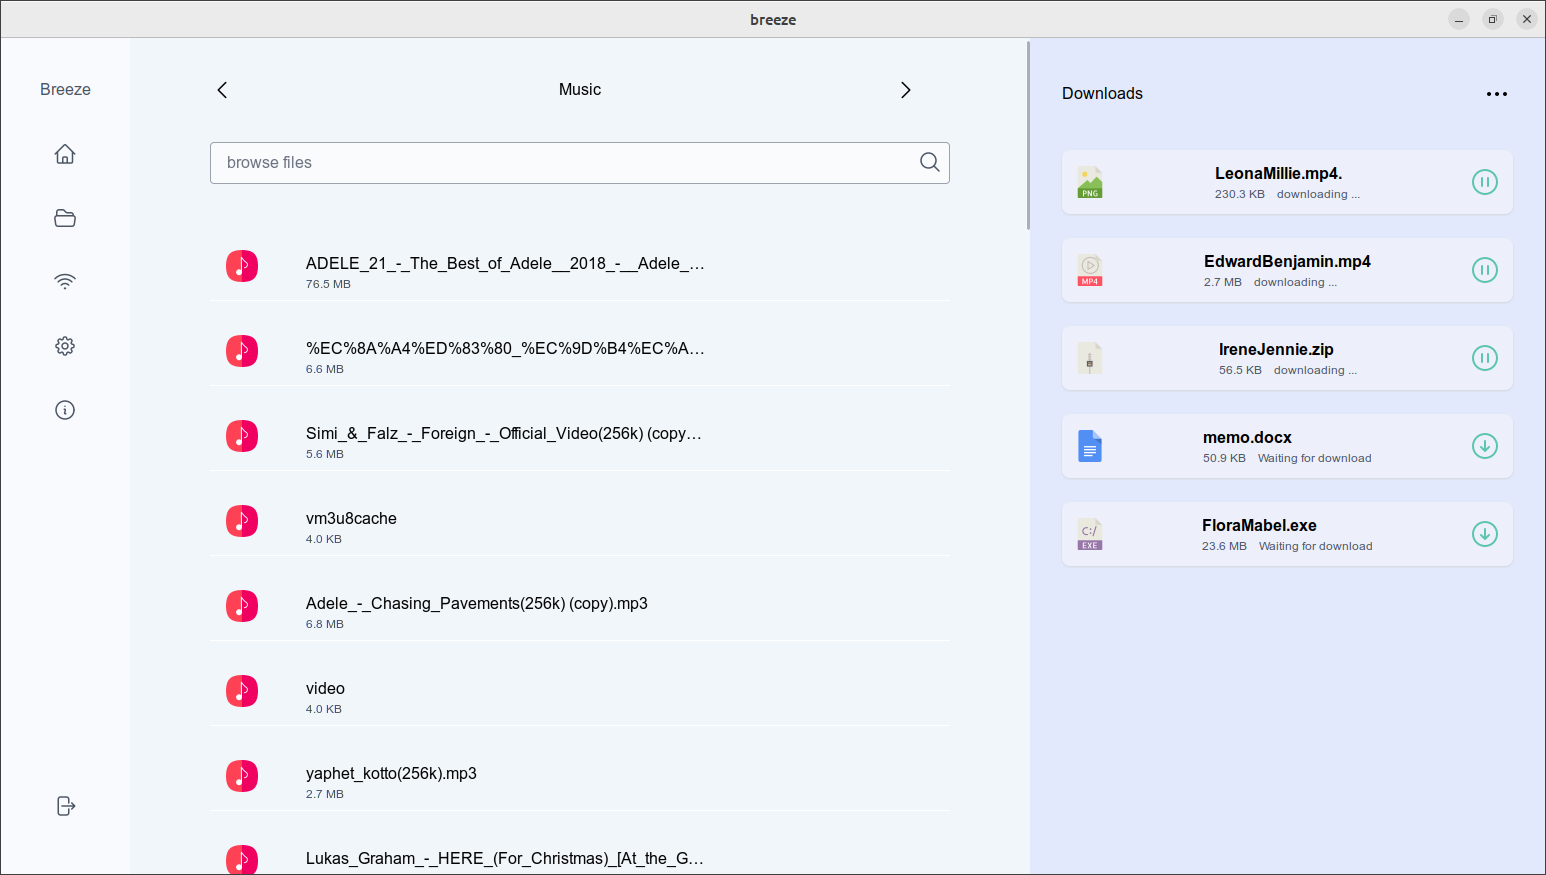 breeze
Breeze
Music
browse files
ADELE_21_-_The_Best_of_Adele__2018_-__Adele_...
76.5 MB
%EC%8A%A4%ED%83%80_%EC%9D%B4%EC%A...
6.6 MB
Simi_&_Falz_-_Foreign_-_Official_Video(256k) (copy...
5.6 MB
vm3u8cache
4.0 KB
Adele_-_Chasing_Pavements(256k) (copy).mp3
6.8 MB
video
4.0 KB
yaphet_kotto(256k).mp3
2.7 MB
Lukas_Graham_-_HERE_(For_Christmas)_[At_the_G...
Downloads
PNG
LeonaMillie.mp4.
230.3 KB downloading ...
MP4
EdwardBenjamin.mp4
2.7 MB downloading ...
IreneJennie.zip
56.5 KB downloading ...
memo.docx
50.9 KB Waiting for download
C:/
EXE
FloraMabel.exe
23.6 MB Waiting for download